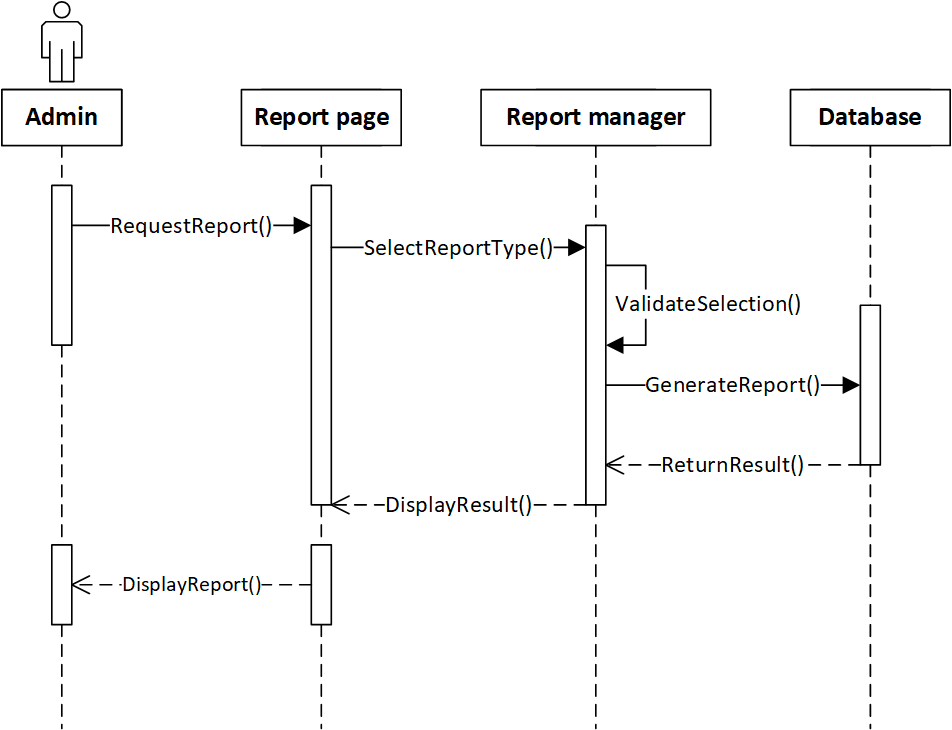 Admin
Report page
Report manager
Database
RequestReport()
SelectReportType()
ValidateSelection()
GenerateReport()
ReturnResult()
DisplayResult()
DisplayReport()